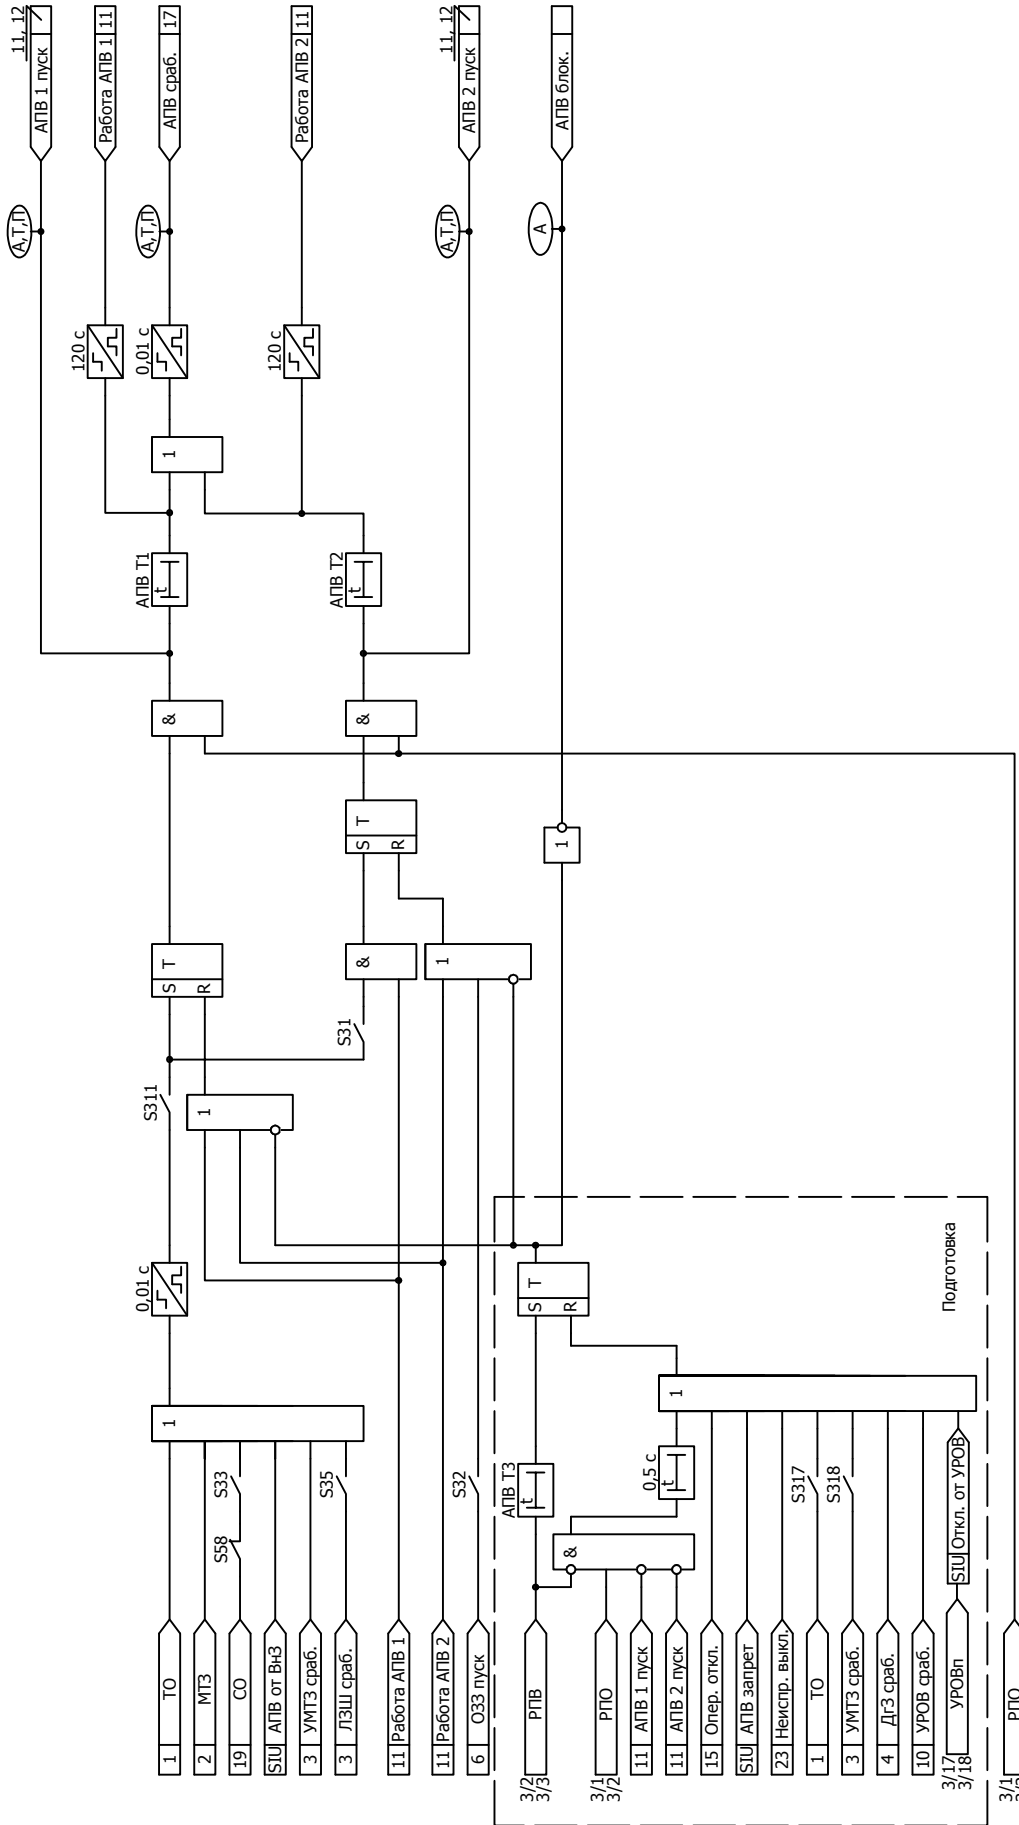 11, 12
АПВ 1 пуск
Работа АПВ 1 11
АПВ сраб. 17
Работа АПВ 2 11
11, 12
АПВ 2 пуск
АПВ блок.
А,Т,П
А,Т,П
А,Т,П
А
120 с
0,01 с
120 с
1
АПВ Т1
t
АПВ Т2
t
&
&
S T
R
1
S T
R
&
1
S31
S311
1
0,01 с
S T
R
Подготовка
1
1
S33
S58
S35
S32
АПВ Т3
t
0,5 с
t
&
S317
S318
1 ТО
2 МТЗ
19 СО
SIU АПВ от ВнЗ
3 УМТЗ сраб.
3 ЛЗШ сраб.
11 Работа АПВ 1
11 Работа АПВ 2
6 ОЗЗ пуск
3/2
3/3
РПВ
3/1
3/2
РПО
11 АПВ 1 пуск
11 АПВ 2 пуск
15 Опер. откл.
SIU АПВ запрет
23 Неиспр. выкл.
1 ТО
3 УМТЗ сраб.
4 ДгЗ сраб.
10 УРОВ сраб.
SIU Откл. от УРОВ
3/17
3/18
УРОВп
3/1
РПО